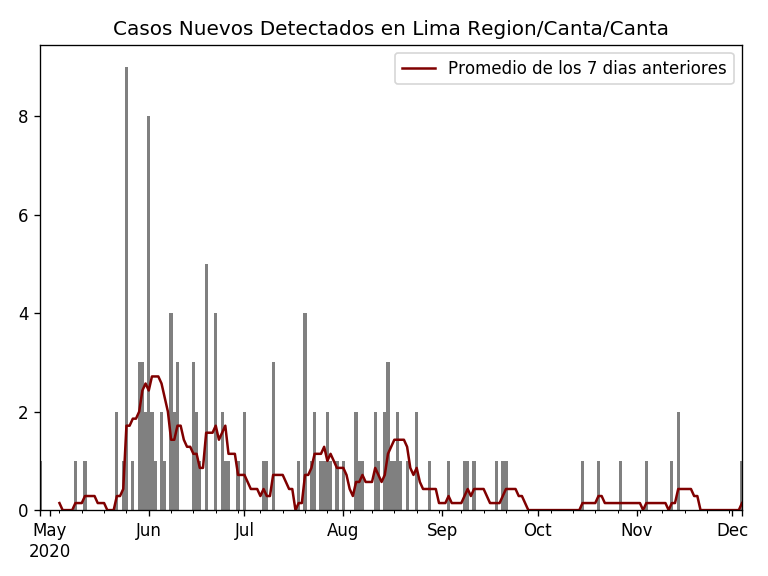 Casos Nuevos Detectados en Lima Region/Canta/Canta
Promedio de los 7 dias anteriores
8
6
4
2
0
May Jun Jul Aug Sep Oct Nov Dec
2020